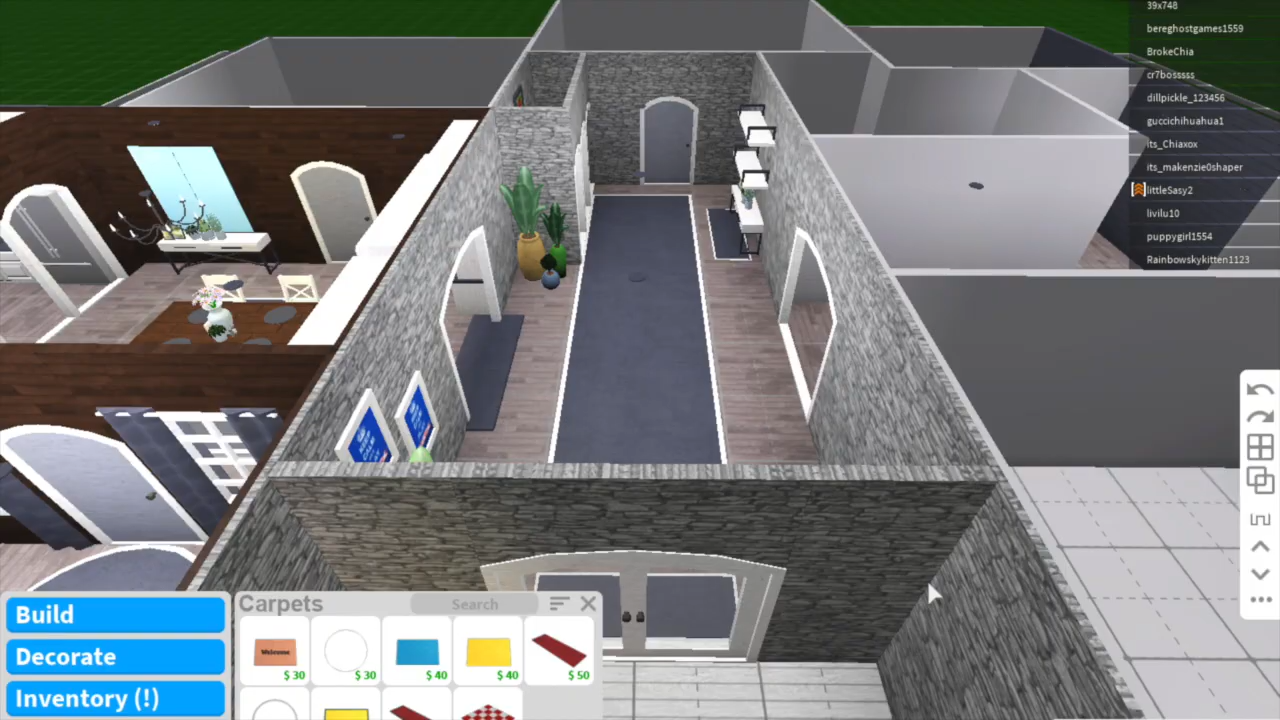 39x748
bereghostgames1559
BrokeChia
cr7bosssss
dillpickle_123456
guccichihuahua1
its_Chiaxox
its_makenzie0shaper
littleSasy2
livilu10
puppygirl1554
Rainbowskykitten1123
Build
Decorate
Inventory (!)
Carpets
Search
Welcome
$ 30
$ 30
$ 40
$ 40
$ 50